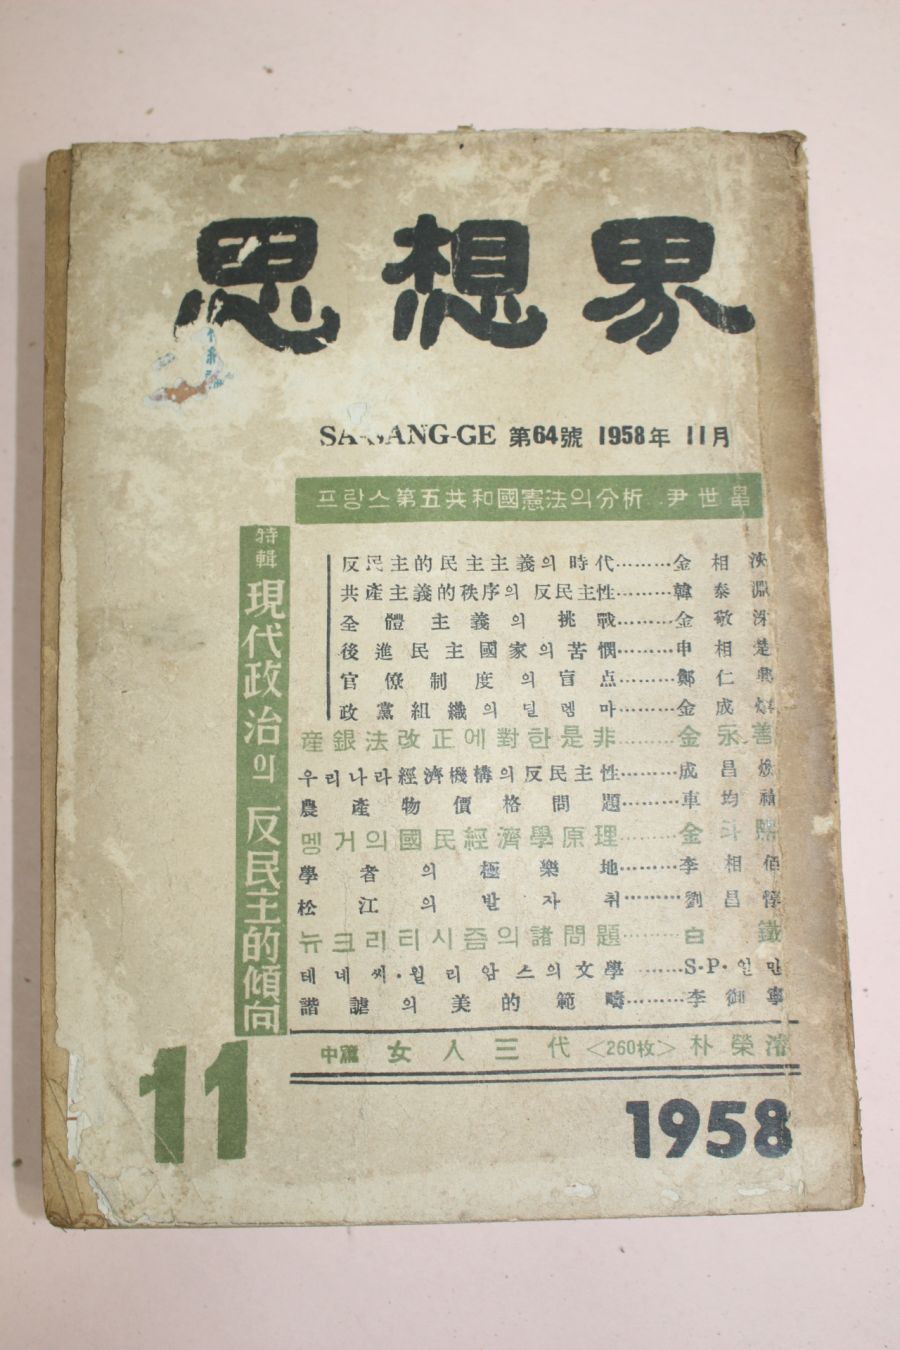 思想界
SA-SANG-GE 第64號 1958年 11月
프랑스第五共和國憲法의分析 尹世昌
特輯 現代政治의 反民主的傾向
反民主的民主主義의時代………金相浹
共產主義的秩序의反民主性………韓泰淵
全體主義의挑戰………金敬洙
後進民主國家의苦憫………申相楚
官僚制度의盲点………鄭仁興
政黨組織의딜렘마………金成熺
産銀法改正에對한是非………金永善
우리나라經濟機構의反民主性………成昌煥
農產物價格問題………車均禧
멩거의國民經濟學原理………金斗熙
學者의極樂地………李相佰
松江의발자취………劉昌惇
뉴크리티시즘의諸問題………白鐵
테네씨·윌리암스의文學………S·P·일만
諧謔의美的範疇………李御寧
中篇 女人三代 <260枚> 朴榮濬
11
1958